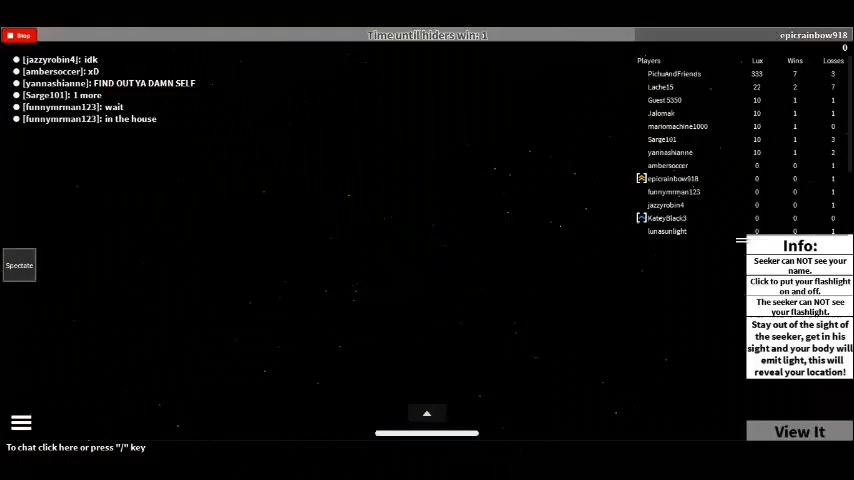 Stop
Time until hiders win: 1
epicrainbow918
0
[jazzyrobin4]: idk
[ambersoccer]: xD
[yannashianne]: FIND OUT YA DAMN SELF
[Sarge101]: 1 more
[funnymrman123]: wait
[funnymrman123]: in the house
Players Lux Wins Losses
PichuAndFriends 333 7 3
Lache15 22 2 7
Guest 5350 10 1 1
Jalomak 10 1 1
mariomachine1000 10 1 0
Sarge101 10 1 3
yannashianne 10 1 2
ambersoccer 0 0 1
epicrainbow918 0 0 1
funnymrman123 0 0 1
jazzyrobin4 0 0 1
KateyBlack3 0 0 0
lunasunlight 0 0 1
Spectate
Info:
Seeker can NOT see your
name.
Click to put your flashlight
on and off.
The seeker can NOT see
your flashlight.
Stay out of the sight of
the seeker, get in his
sight and your body will
emit light, this will
reveal your location!
View It
To chat click here or press "/" key